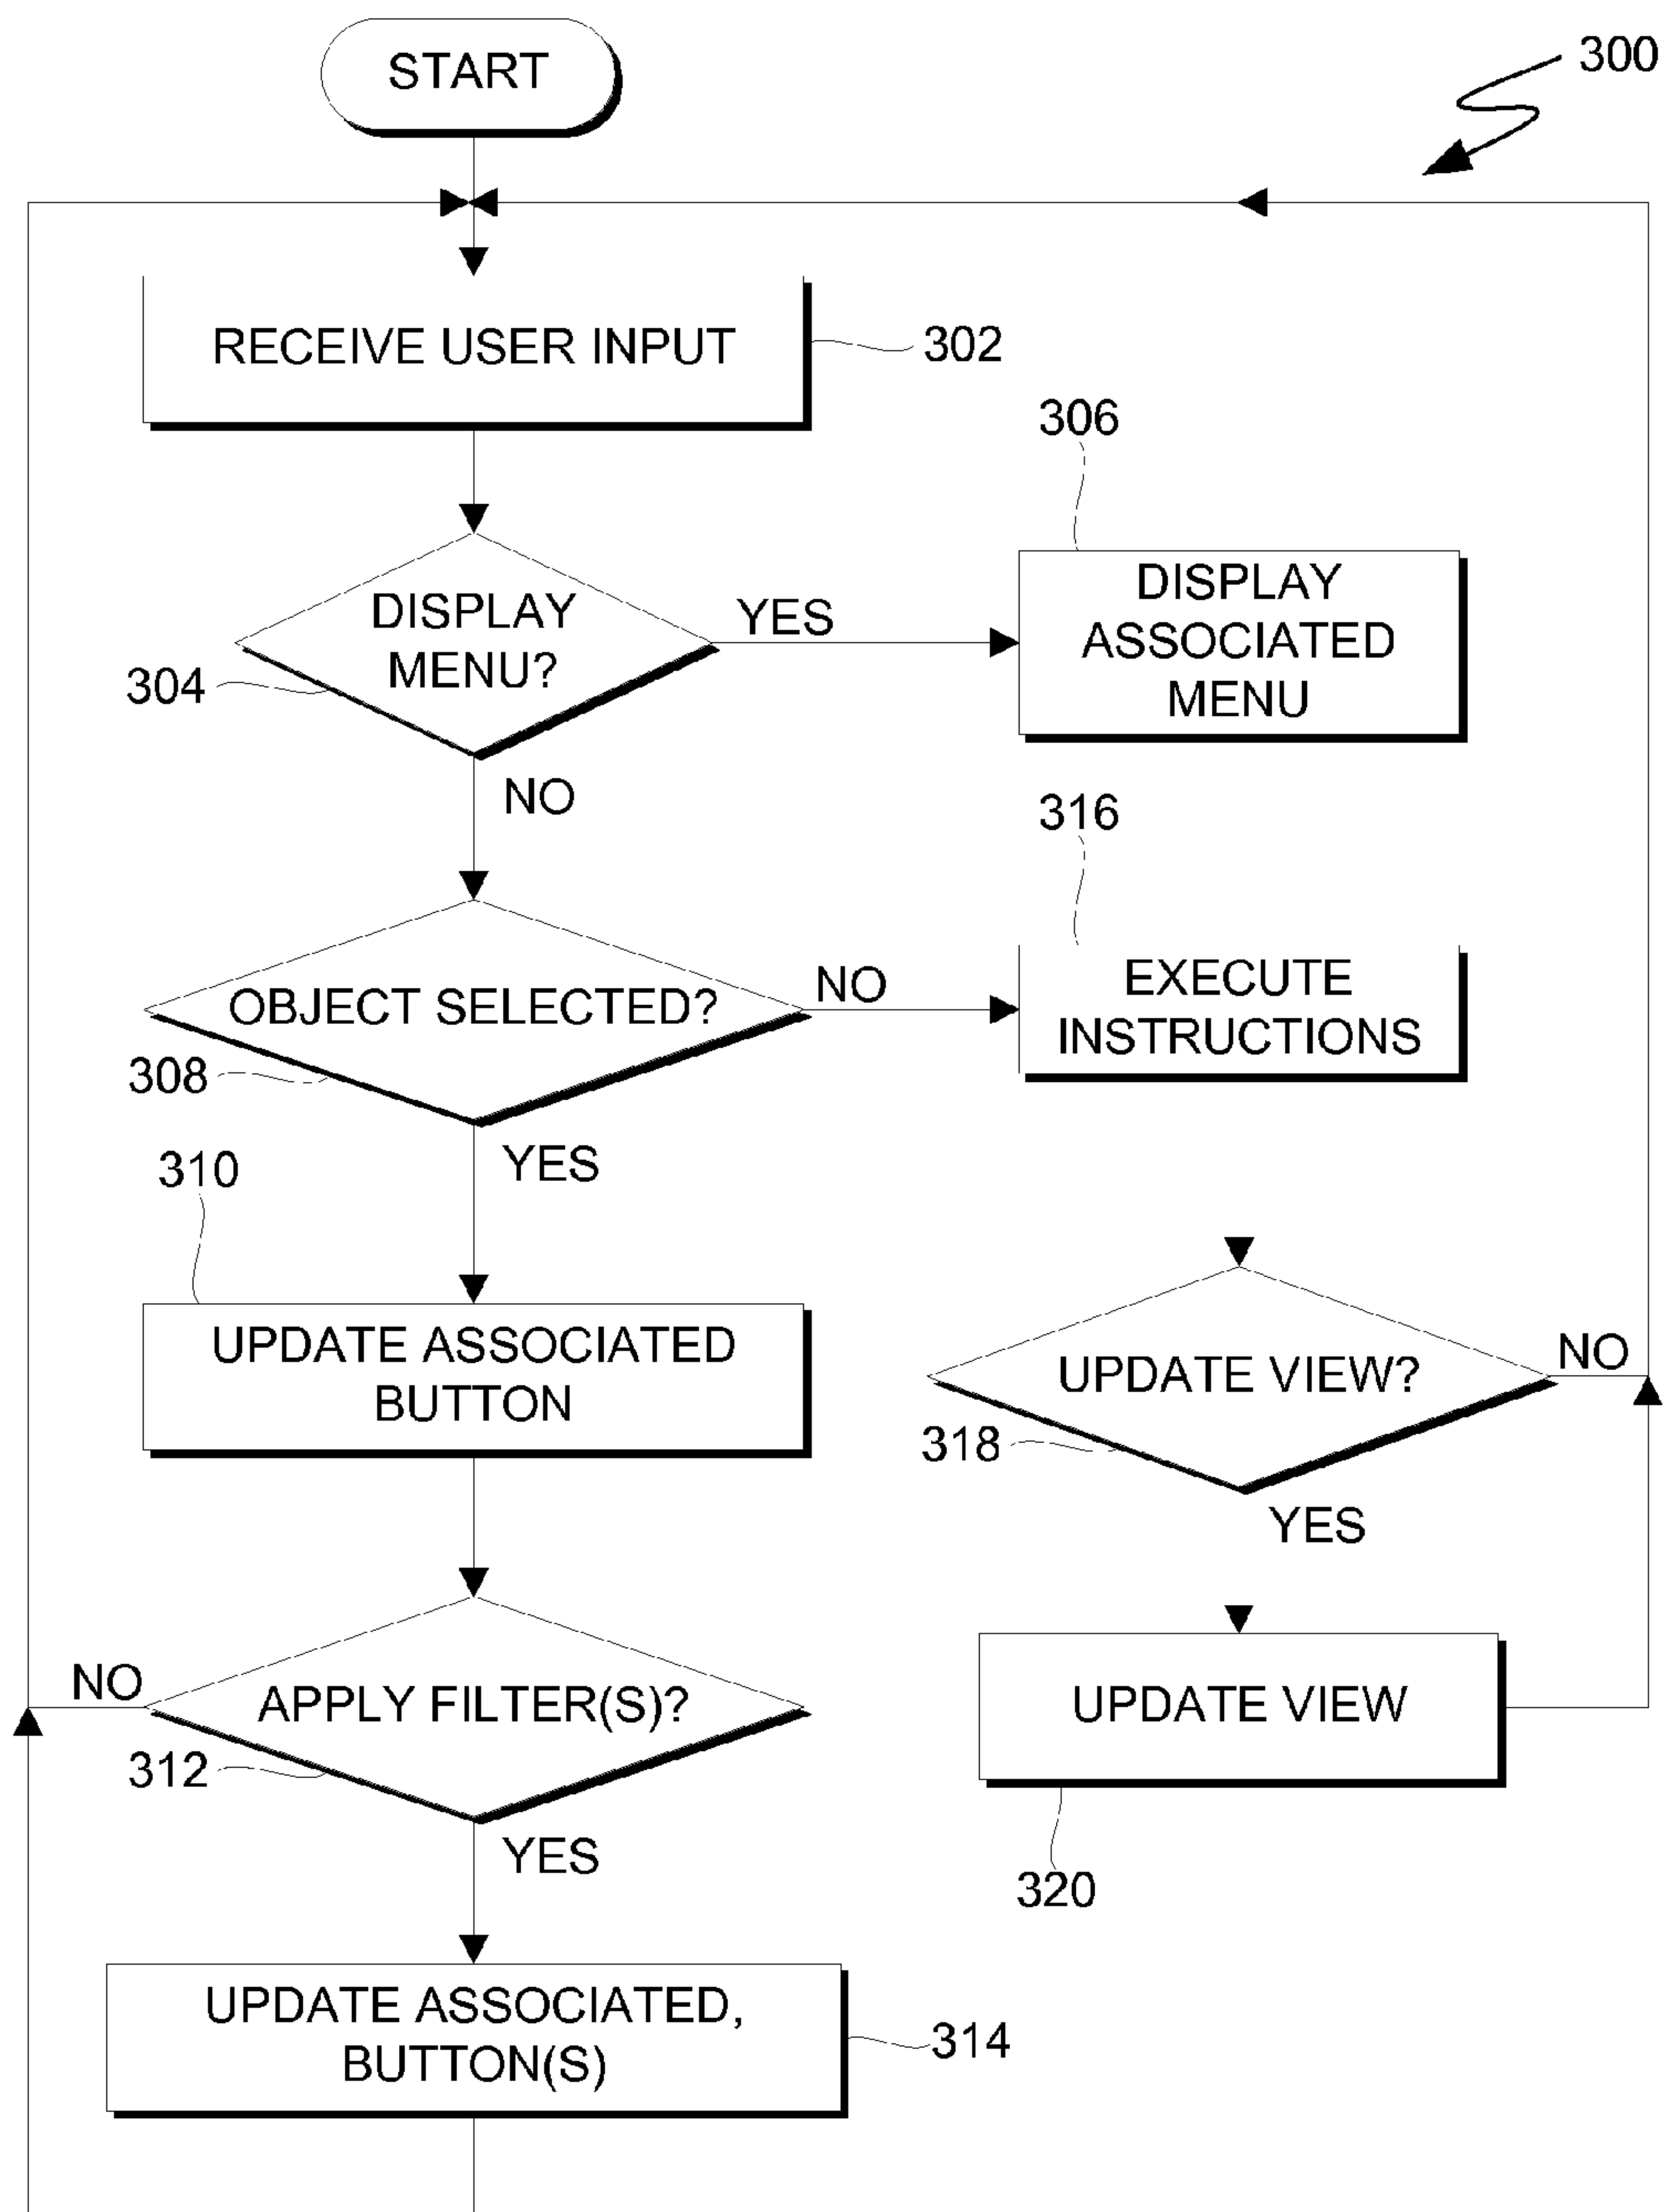 START
300
RECEIVE USER INPUT
302
306
DISPLAY
MENU?
YES
304
DISPLAY
ASSOCIATED
MENU
NO
316
OBJECT SELECTED?
NO
308
EXECUTE
INSTRUCTIONS
YES
310
UPDATE ASSOCIATED
BUTTON
UPDATE VIEW?
NO
318
YES
APPLY FILTER(S)?
NO
312
UPDATE VIEW
YES
320
UPDATE ASSOCIATED,
BUTTON(S)
314